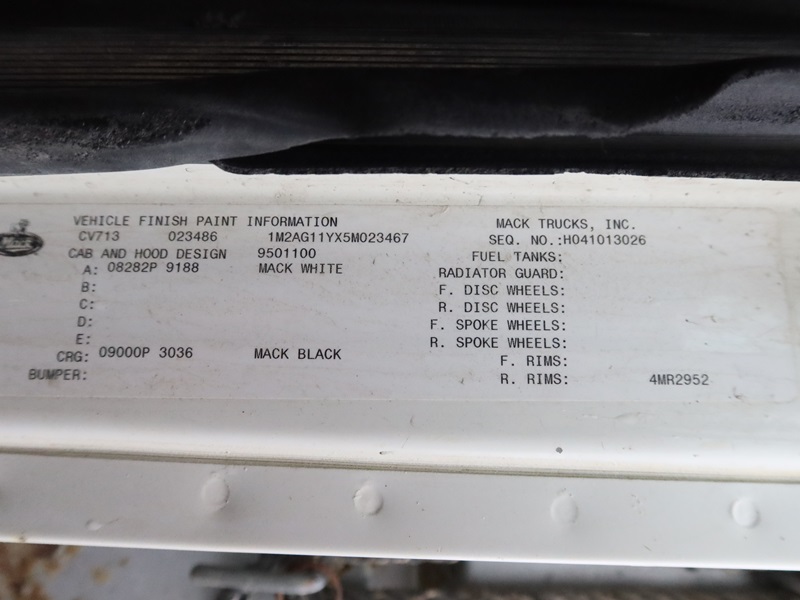 MACK
VEHICLE FINISH PAINT INFORMATION MACK TRUCKS, INC.
CV713 023486 1M2AG11YX5M023467 SEQ. NO.:H041013026
CAB AND HOOD DESIGN 9501100 FUEL TANKS:
A: 08282P 9188 MACK WHITE RADIATOR GUARD:
B: F. DISC WHEELS:
C: R. DISC WHEELS:
D: F. SPOKE WHEELS:
E: R. SPOKE WHEELS:
CRG: 09000P 3036 MACK BLACK F. RIMS:
BUMPER: R. RIMS: 4MR2952